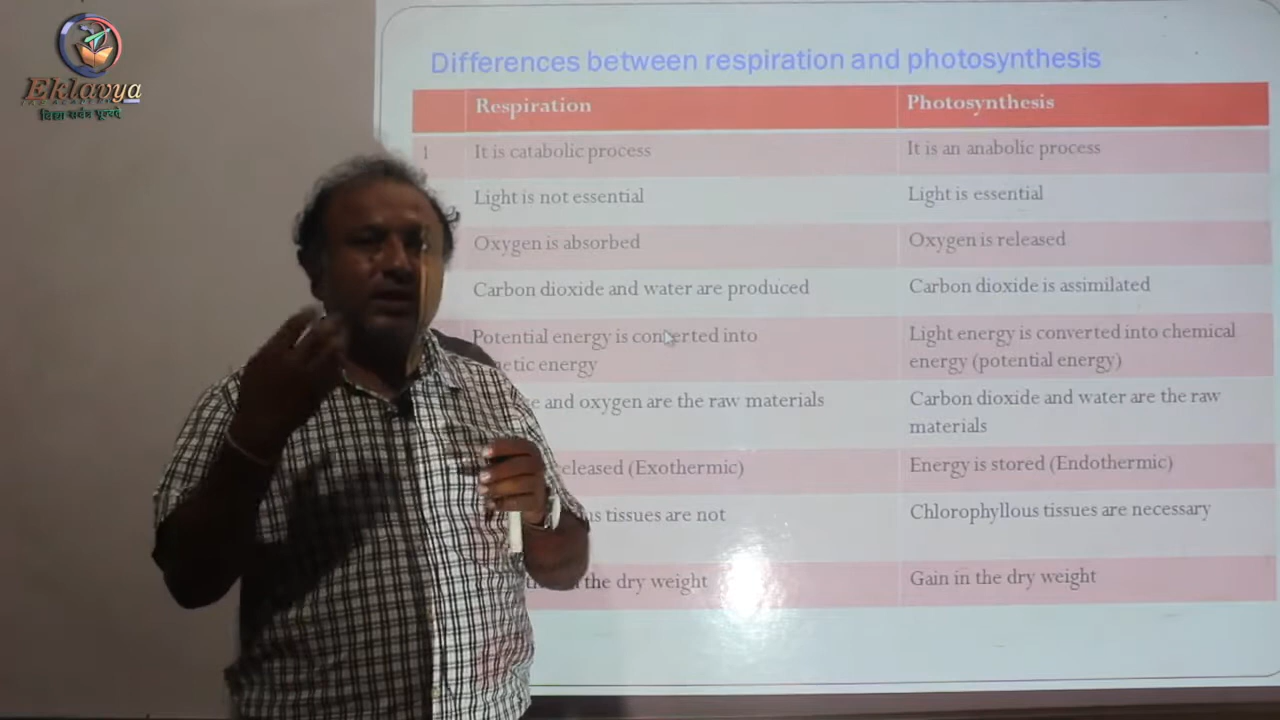 Eklavya
Differences between respiration and photosynthesis
Respiration Photosynthesis
1 It is catabolic process It is an anabolic process
Light is not essential Light is essential
Oxygen is absorbed Oxygen is released
Carbon dioxide and water are produced Carbon dioxide is assimilated
Potential energy is converted into Light energy is converted into chemical
energy energy (potential energy)
and oxygen are the raw materials Carbon dioxide and water are the raw
materials
(Exothermic) Energy is stored (Endothermic)
tissues are not Chlorophyllous tissues are necessary
the dry weight Gain in the dry weight